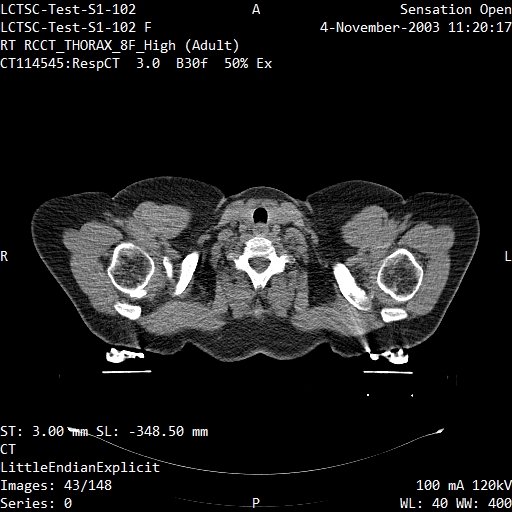 LCTSC-Test-S1-102
A
Sensation Open
LCTSC-Test-S1-102 F
4-November-2003 11:20:17
RT RCCT_THORAX_8F_High (Adult)
CT114545:RespCT 3.0 B30f 50% Ex
R
L
ST: 3.00 mm SL: -348.50 mm
CT
LittleEndianExplicit
Images: 43/148
100 mA 120kV
Series: 0
P
WL: 40 WW: 400